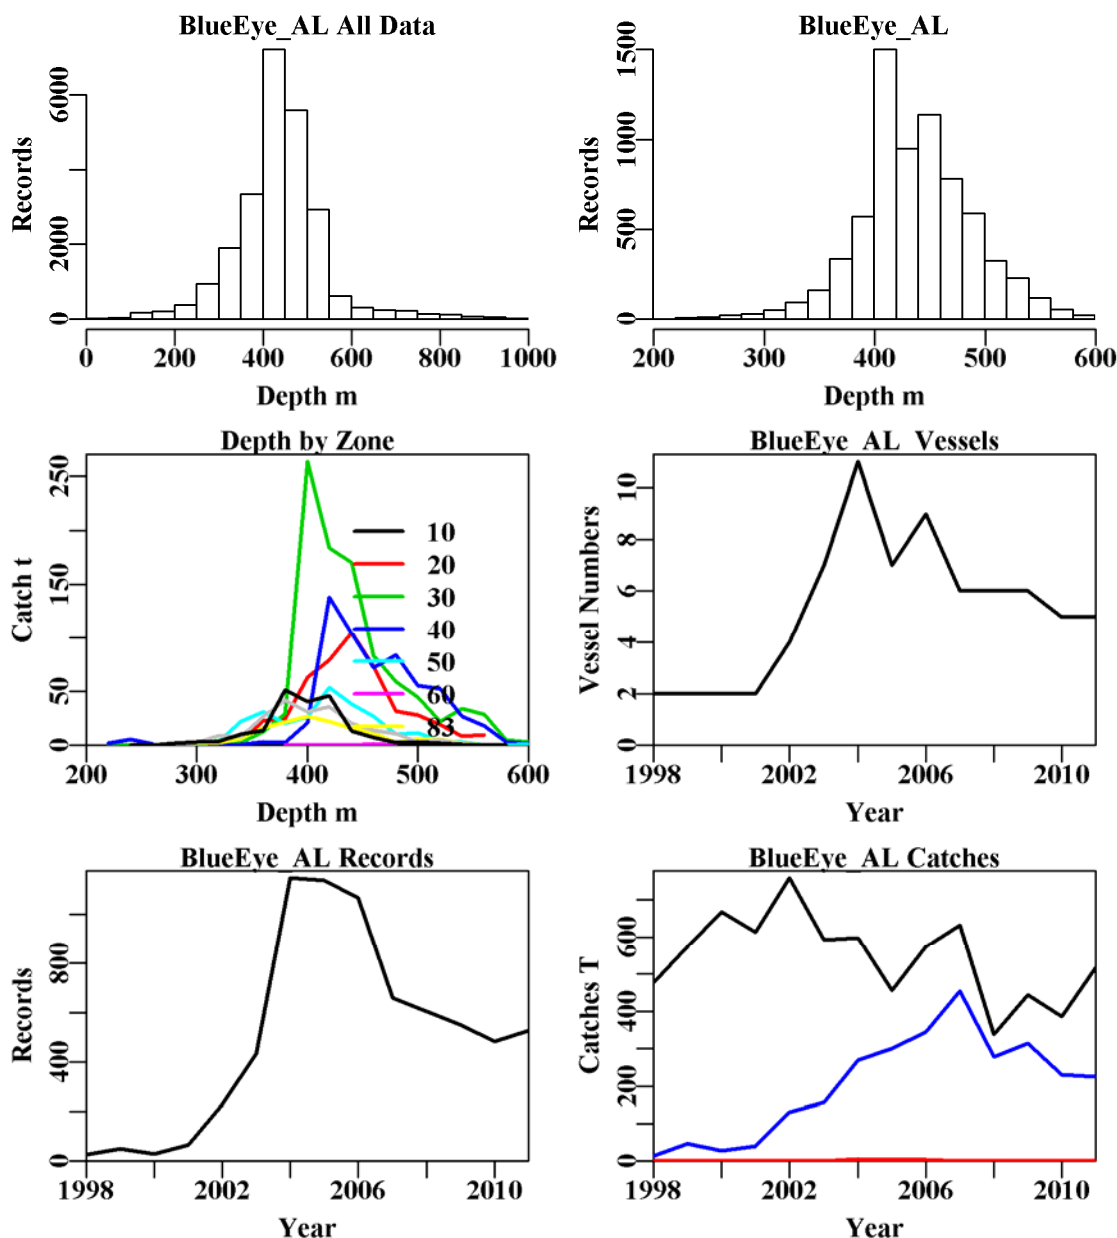 BlueEye_AL All Data
Records
0 2000 6000
0 200 400 600 800 1000
Depth m
BlueEye_AL
Records
0 500 1000 1500
200 300 400 500 600
Depth m
Depth by Zone
Catch t
0 50 150 250
10
20
30
40
50
60
83
200 300 400 500 600
Depth m
BlueEye_AL Vessels
Vessel Numbers
0 2 4 6 8 10
1998 2002 2006 2010
Year
BlueEye_AL Records
Records
0 400 800
1998 2002 2006 2010
Year
BlueEye_AL Catches
Catches T
0 200 400 600
1998 2002 2006 2010
Year